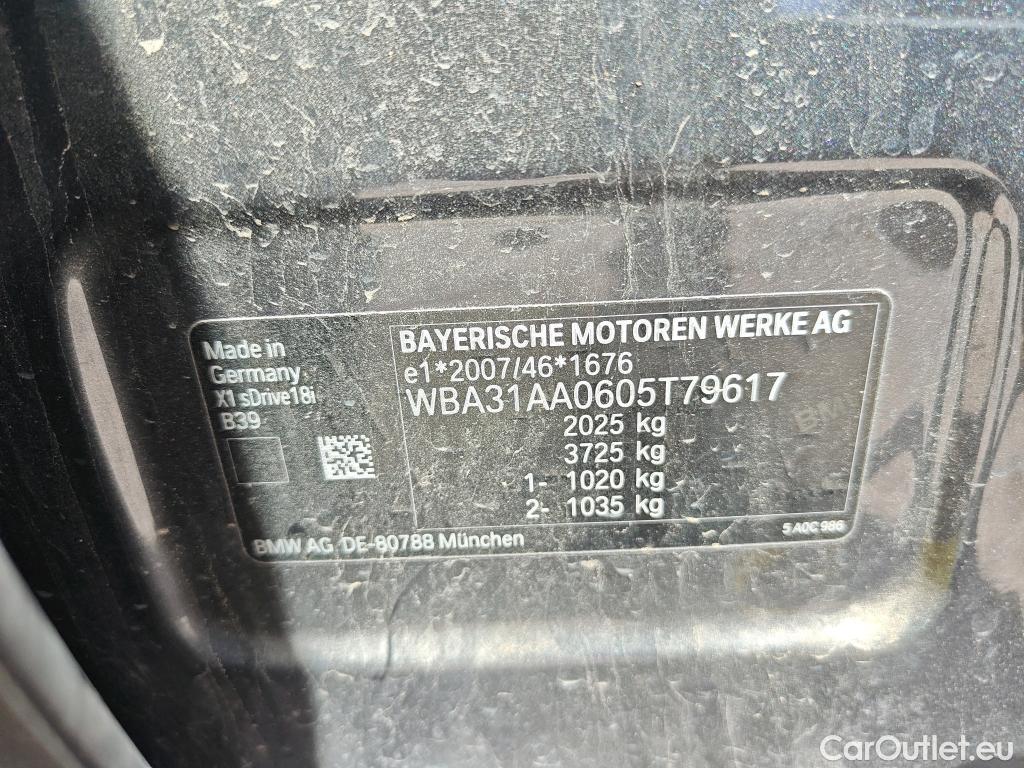 Made in
Germany
X1 sDrive18i
B39
BAYERISCHE MOTOREN WERKE AG
e1*2007/46*1676
WBA31AA0605T79617
2025 kg
3725 kg
1- 1020 kg
2- 1035 kg
5 A0C 986
BMW AG DE-80788 München
CarOutlet.eu